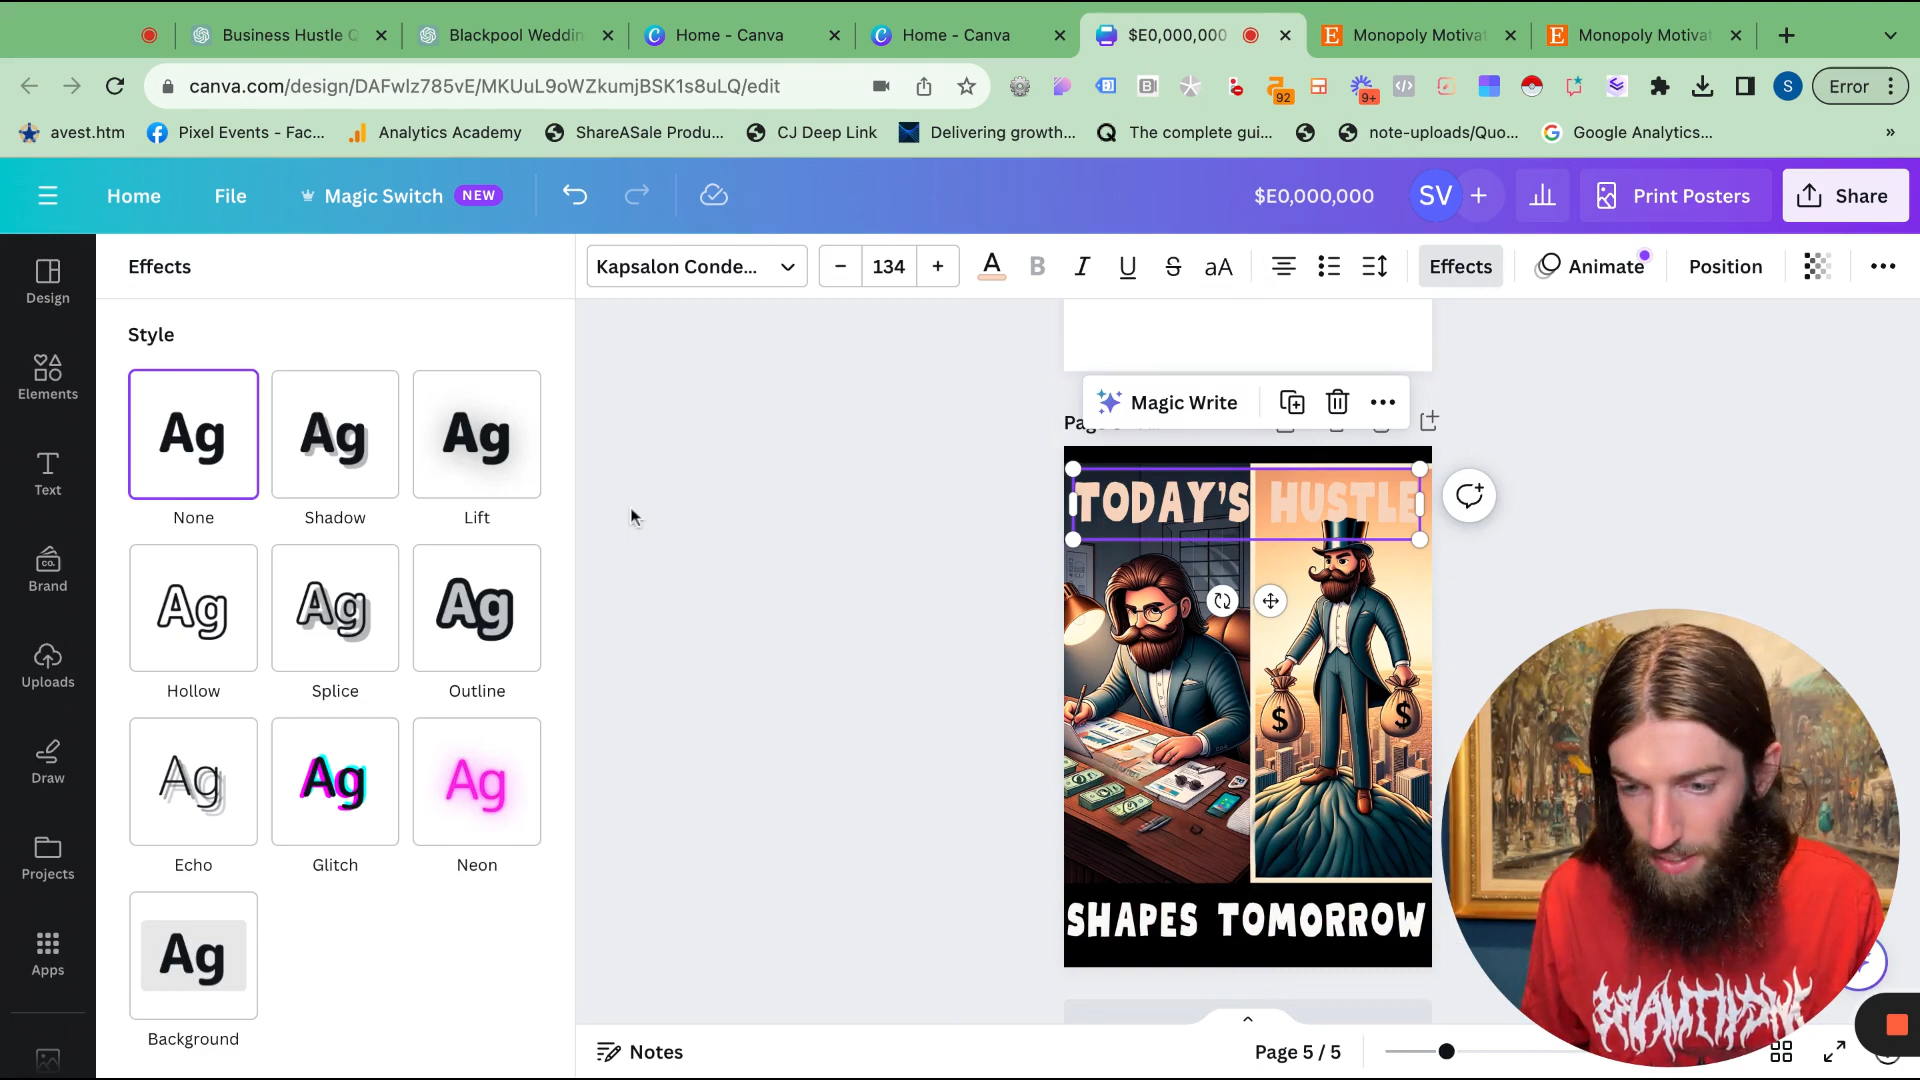 Business Hustle Q
Blackpool Weddin
Home - Canva
Home - Canva
$E0,000,000
Monopoly Motivat
Monopoly Motivat
canva.com/design/DAFwlz785vE/MKUuL9oWZkumjBSK1s8uLQ/edit
92
9+
S
Error
avest.htm
Pixel Events - Fac...
Analytics Academy
ShareASale Produ...
CJ Deep Link
Delivering growth...
The complete gui...
note-uploads/Quo...
Google Analytics...
»
Home
File
Magic Switch
NEW
$E0,000,000
SV
Print Posters
Share
Effects
Kapsalon Conde...
134
A
B
I
U
S
aA
Effects
Animate
Position
Design
Elements
Text
Brand
Uploads
Draw
Projects
Apps
Style
Ag
Ag
Ag
None
Shadow
Lift
Ag
Ag
Ag
Hollow
Splice
Outline
Ag
Ag
Ag
Echo
Glitch
Neon
Ag
Background
Magic Write
TODAY'S HUSTLE
$
$
SHAPES TOMORROW
Notes
Page 5 / 5